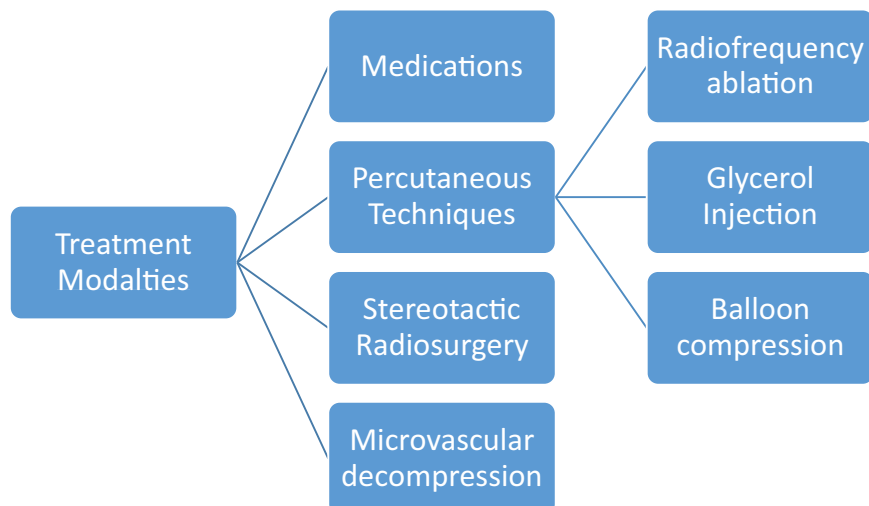 Treatment
Modalties
Medications
Percutaneous
Techniques
Stereotactic
Radiosurgery
Microvascular
decompression
Radiofrequency
ablation
Glycerol
Injection
Balloon
compression